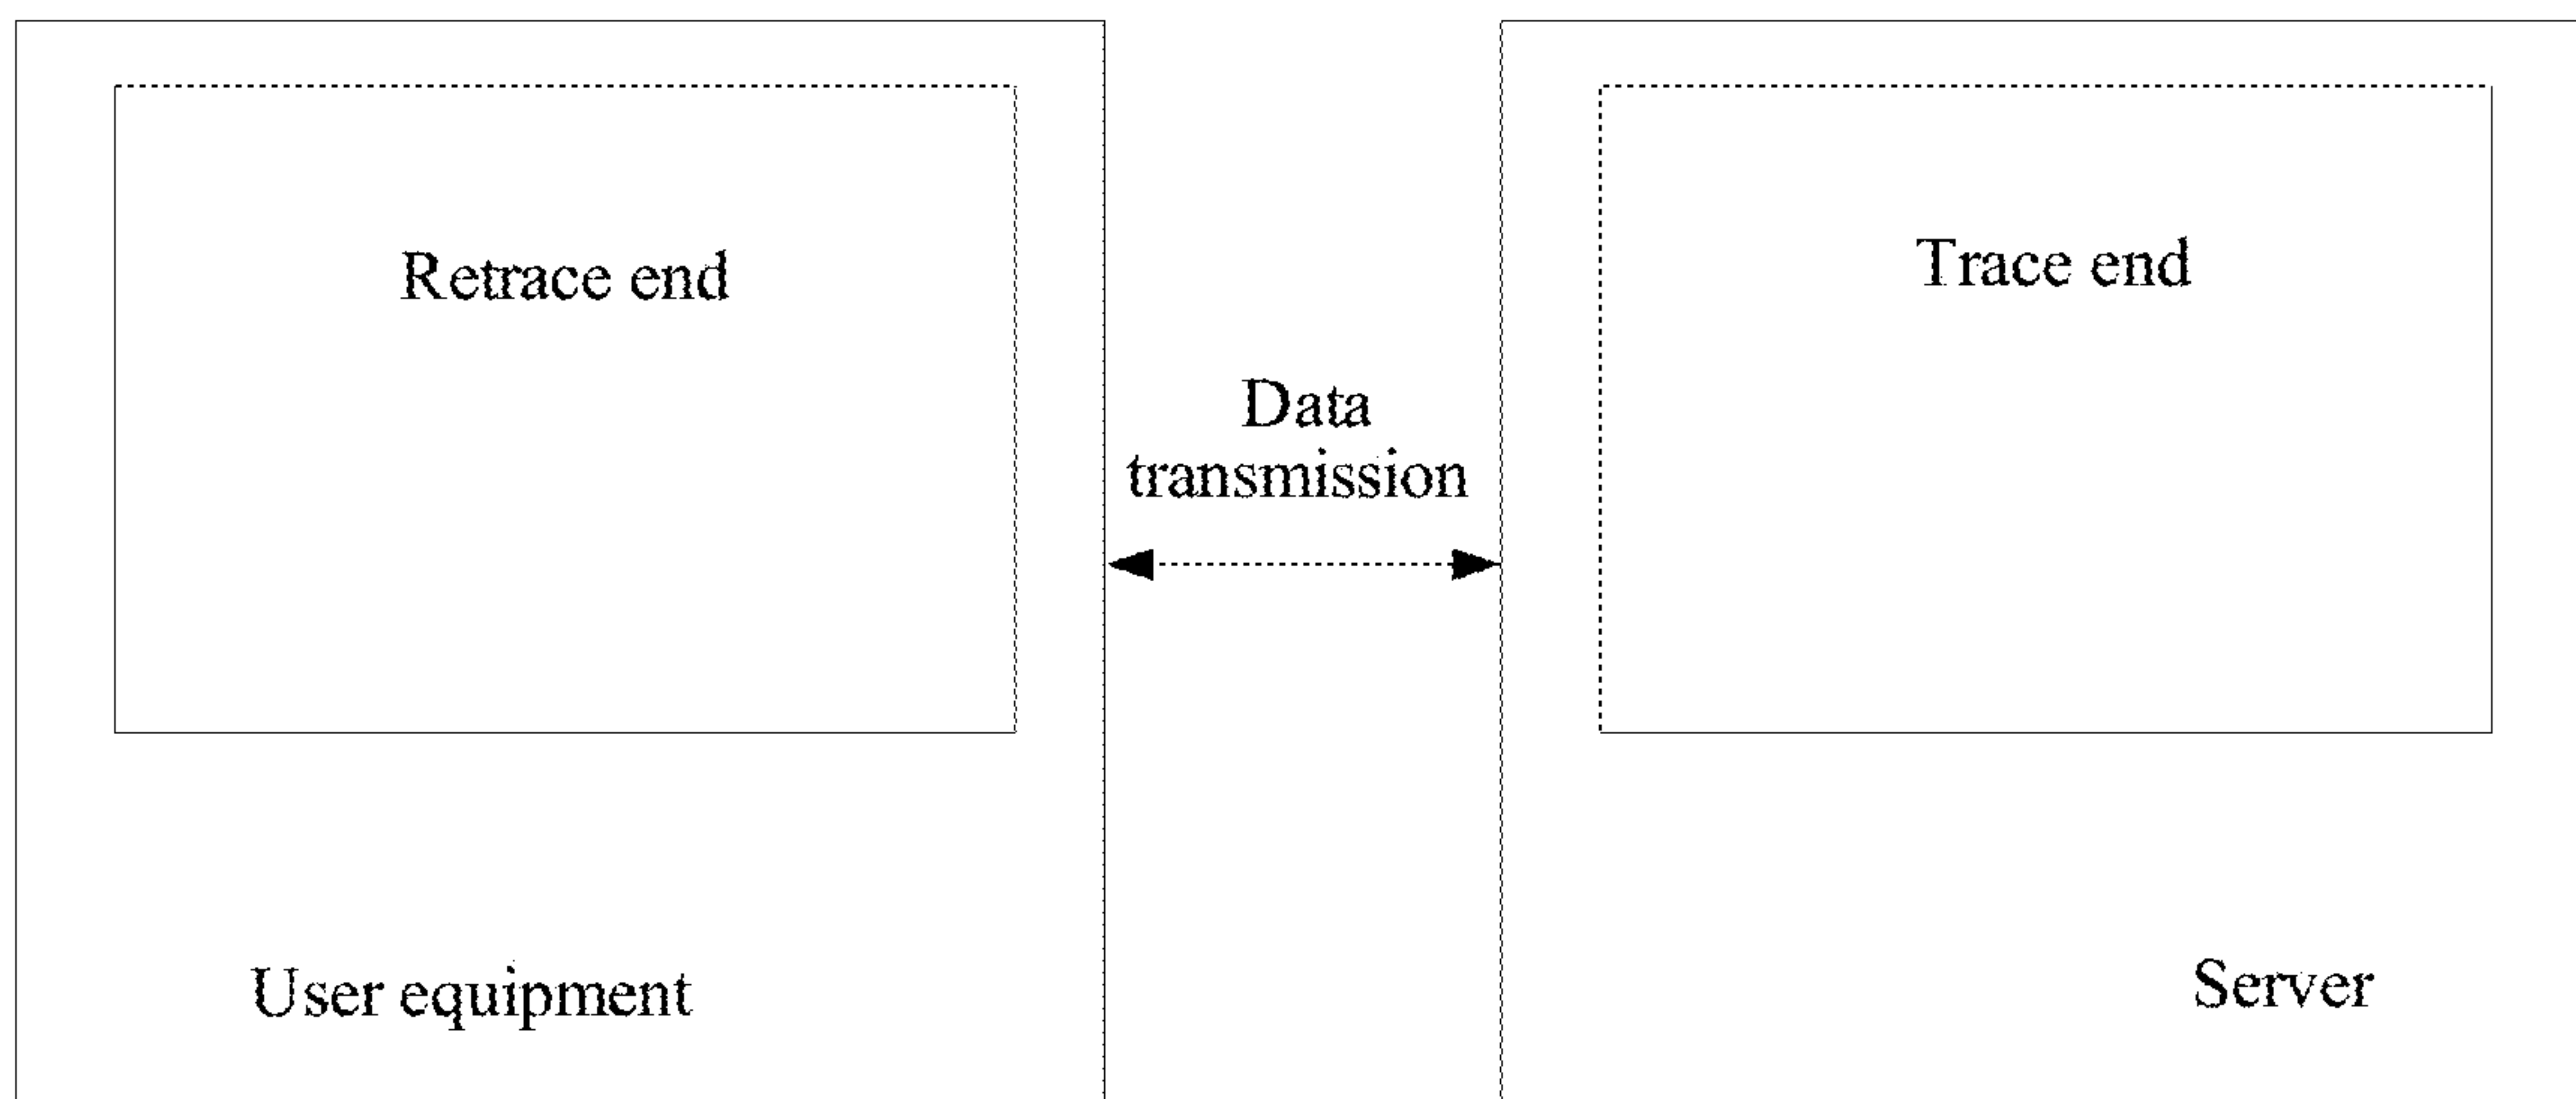 Retrace end
Trace end
Data
transmission
User equipment
Server